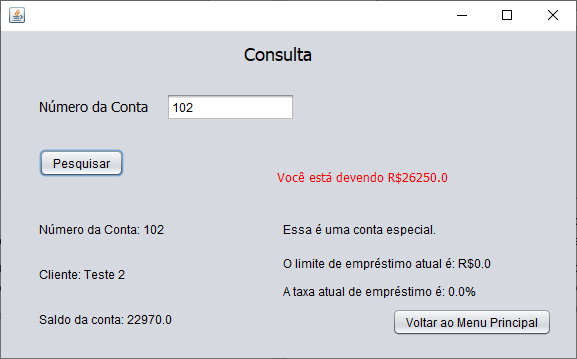 Consulta
Número da Conta 102
Pesquisar
Você está devendo R$26250.0
Número da Conta: 102
Essa é uma conta especial.
O limite de empréstimo atual é: R$0.0
Cliente: Teste 2
A taxa atual de empréstimo é: 0.0%
Saldo da conta: 22970.0
Voltar ao Menu Principal